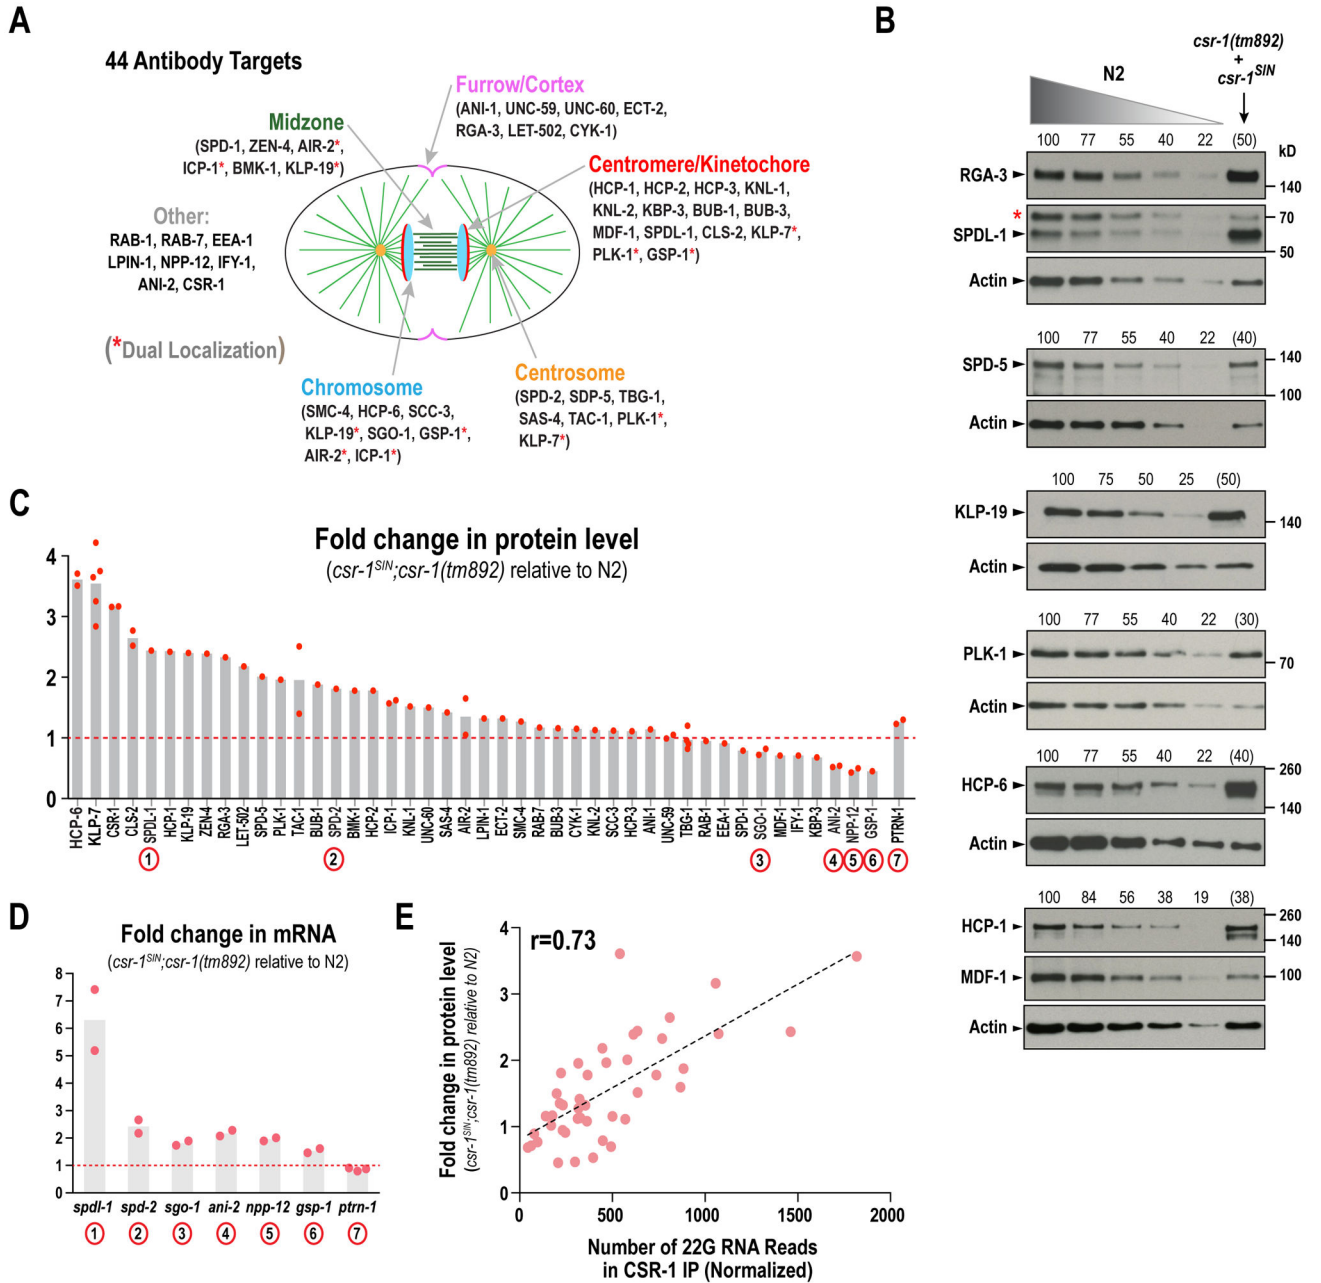 A
44 Antibody Targets
Furrow/Cortex
(ANI-1, UNC-59, UNC-60, ECT-2,
RGA-3, LET-502, CYK-1)
Midzone
(SPD-1, ZEN-4, AIR-2*,
ICP-1*, BMK-1, KLP-19*)
Centromere/Kinetochore
(HCP-1, HCP-2, HCP-3, KNL-1,
KNL-2, KBP-3, BUB-1, BUB-3,
MDF-1, SPDL-1, CLS-2, KLP-7*,
PLK-1*, GSP-1*)
Other:
RAB-1, RAB-7, EEA-1
LPIN-1, NPP-12, IFY-1,
ANI-2, CSR-1
(*Dual Localization)
Chromosome
(SMC-4, HCP-6, SCC-3,
KLP-19*, SGO-1, GSP-1*,
AIR-2*, ICP-1*)
Centrosome
(SPD-2, SDP-5, TBG-1,
SAS-4, TAC-1, PLK-1*,
KLP-7*)
B
csr-1(tm892)
+
csr-1SIN
N2
100 77 55 40 22 (50)
kD
RGA-3
140
*
70
SPDL-1
50
Actin
100 77 55 40 22 (40)
SPD-5
140
100
Actin
100 75 50 25 (50)
KLP-19
140
Actin
100 77 55 40 22 (30)
PLK-1
70
Actin
100 77 55 40 22 (40)
HCP-6
260
140
Actin
100 84 56 38 19 (38)
HCP-1
260
140
MDF-1
100
Actin
C
Fold change in protein level
(csr-1SIN;csr-1(tm892) relative to N2)
4
3
2
1
0
HCP-6 KLP-7 CSR-1 CLS-2 SPDL-1 HCP-1 KLP-19 ZEN-4 RGA-3 LET-502 SPD-5 PLK-1 TAC-1 BUB-1 SPD-2 BMK-1 HCP-2 ICP-1 KNL-1 UNC-60 SAS-4 AIR-2 LPIN-1 ECT-2 SMC-4 RAB-7 BUB-3 CYK-1 KNL-2 SCC-3 HCP-3 ANI-1 UNC-59 TBG-1 RAB-1 EEA-1 SPD-1 SGO-1 MDF-1 IFY-1 KBP-3 ANI-2 NPP-12 GSP-1 PTRN-1
1 2 3 4 5 6 7
D
Fold change in mRNA
(csr-1SIN;csr-1(tm892) relative to N2)
8
7
6
5
4
3
2
1
0
spdl-1 spd-2 sgo-1 ani-2 npp-12 gsp-1 ptrn-1
1 2 3 4 5 6 7
E
Fold change in protein level
(csr-1SIN;csr-1(tm892) relative to N2)
r=0.73
4
3
2
1
0
0 500 1000 1500 2000
Number of 22G RNA Reads
in CSR-1 IP (Normalized)